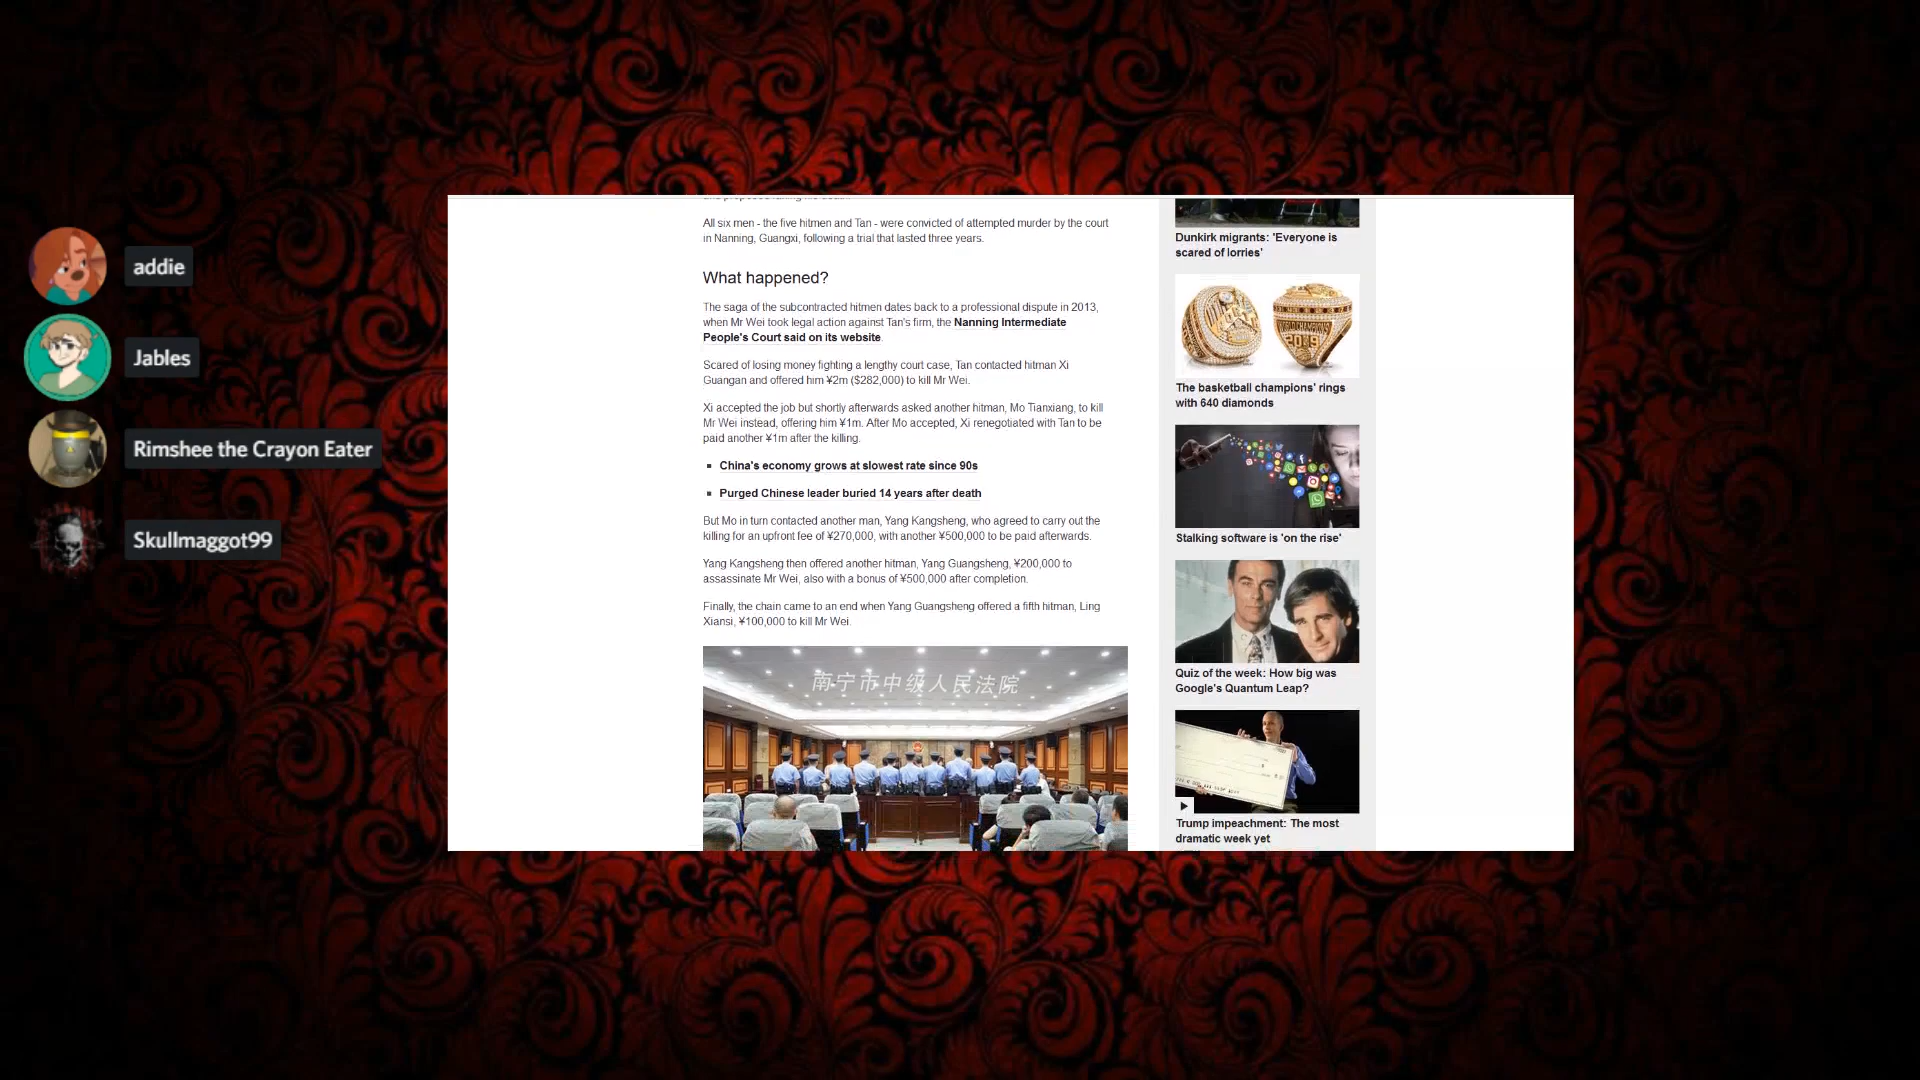 addie
Jables
Rimshee the Crayon Eater
Skullmaggot99
All six men - the five hitmen and Tan - were convicted of attempted murder by the court
in Nanning, Guangxi, following a trial that lasted three years.
What happened?
The saga of the subcontracted hitmen dates back to a professional dispute in 2013,
when Mr Wei took legal action against Tan's firm, the Nanning Intermediate
People's Court said on its website.
Scared of losing money fighting a lengthy court case, Tan contacted hitman Xi
Guangan and offered him ¥2m ($282,000) to kill Mr Wei.
Xi accepted the job but shortly afterwards asked another hitman, Mo Tianxiang, to kill
Mr Wei instead, offering him ¥1m. After Mo accepted, Xi renegotiated with Tan to be
paid another ¥1m after the killing.
China's economy grows at slowest rate since 90s
Purged Chinese leader buried 14 years after death
But Mo in turn contacted another man, Yang Kangsheng, who agreed to carry out the
killing for an upfront fee of ¥270,000, with another ¥500,000 to be paid afterwards.
Yang Kangsheng then offered another hitman, Yang Guangsheng, ¥200,000 to
assassinate Mr Wei, also with a bonus of ¥500,000 after completion.
Finally, the chain came to an end when Yang Guangsheng offered a fifth hitman, Ling
Xiansi, ¥100,000 to kill Mr Wei.
南宁市中级人民法院
Dunkirk migrants: 'Everyone is
scared of lorries'
The basketball champions' rings
with 640 diamonds
Stalking software is 'on the rise'
Quiz of the week: How big was
Google's Quantum Leap?
Trump impeachment: The most
dramatic week yet